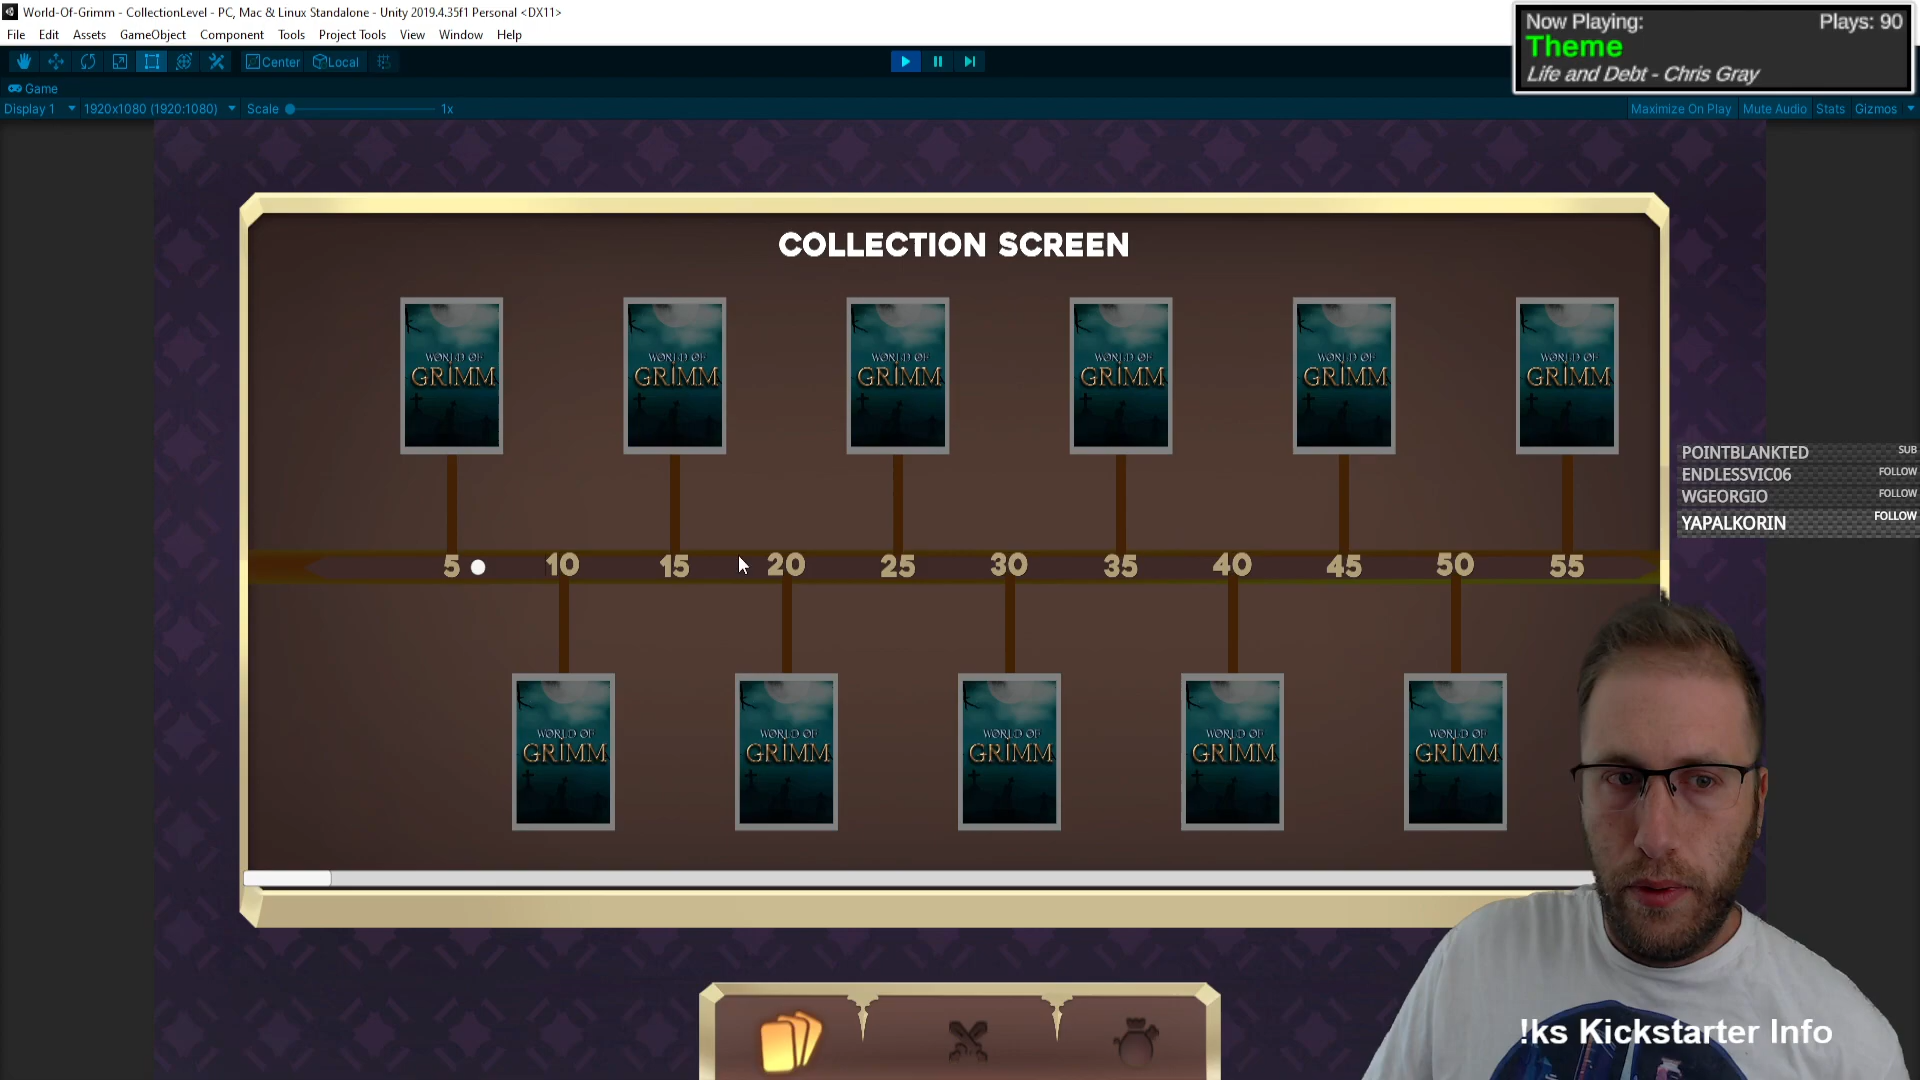 World-Of-Grimm - CollectionLevel - PC, Mac & Linux Standalone - Unity 2019.4.35f1 Personal <DX11>
File Edit Assets GameObject Component Tools Project Tools View Window Help
Center Local
Game
Display 1 1920x1080 (1920:1080) Scale 1x
Maximize On Play Mute Audio Stats Gizmos
Now Playing: Plays: 90
Theme
Life and Debt - Chris Gray
COLLECTION SCREEN
WORLD OF
GRIMM
WORLD OF
GRIMM
WORLD OF
GRIMM
WORLD OF
GRIMM
WORLD OF
GRIMM
WORLD OF
GRIMM
POINTBLANKTED SUB
ENDLESSVIC06 FOLLOW
WGEORGIO FOLLOW
YAPALKORIN FOLLOW
5 10 15 20 25 30 35 40 45 50 55
WORLD OF
GRIMM
WORLD OF
GRIMM
WORLD OF
GRIMM
WORLD OF
GRIMM
WORLD OF
GRIMM
!ks Kickstarter Info